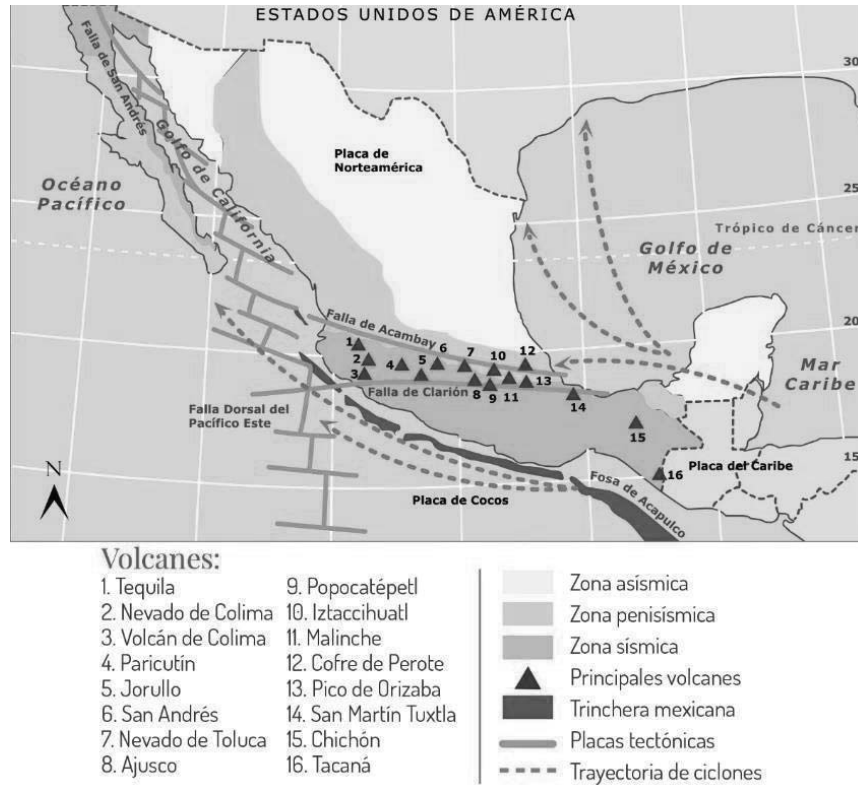 ESTADOS UNIDOS DE AMÉRICA
Falla de San Andrés
30
Golfo de California
Placa de
Norteamérica
Océano
Pacífico
25
Trópico de Cáncer
Golfo de
México
20
Falla de Acambay
1
2
3
4
5
6
7
8
9
10
11
12
13
14
15
16
Mar
Caribe
Falla de Clarión
Falla Dorsal del
Pacífico Este
15
N
Placa de Cocos
Fosa de Acapulco
Placa del Caribe
Volcanes:
1. Tequila
2. Nevado de Colima
3. Volcán de Colima
4. Paricutín
5. Jorullo
6. San Andrés
7. Nevado de Toluca
8. Ajusco
9. Popocatépetl
10. Iztaccihuatl
11. Malinche
12. Cofre de Perote
13. Pico de Orizaba
14. San Martín Tuxtla
15. Chichón
16. Tacaná
Zona asísmica
Zona penisísmica
Zona sísmica
Principales volcanes
Trinchera mexicana
Placas tectónicas
Trayectoria de ciclones